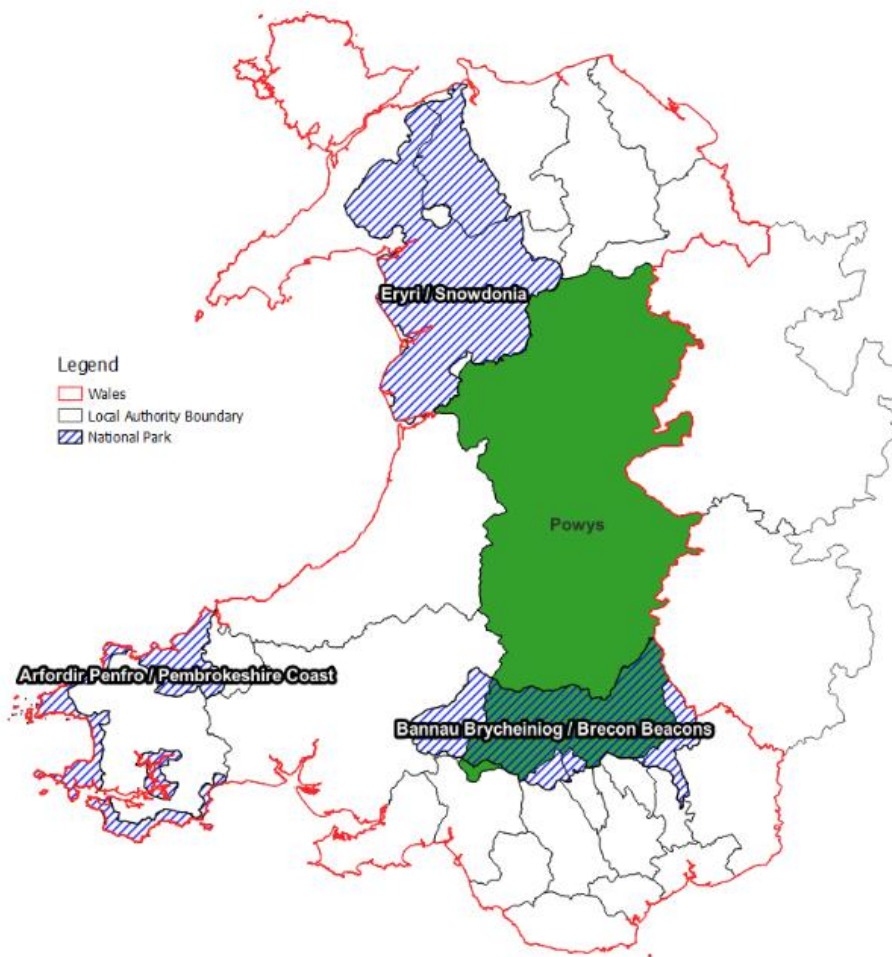 Eryri / Snowdonia
Legend
Wales
Local Authority Boundary
National Park
Powys
Arfordir Penfro / Pembrokeshire Coast
Bannau Brycheiniog / Brecon Beacons